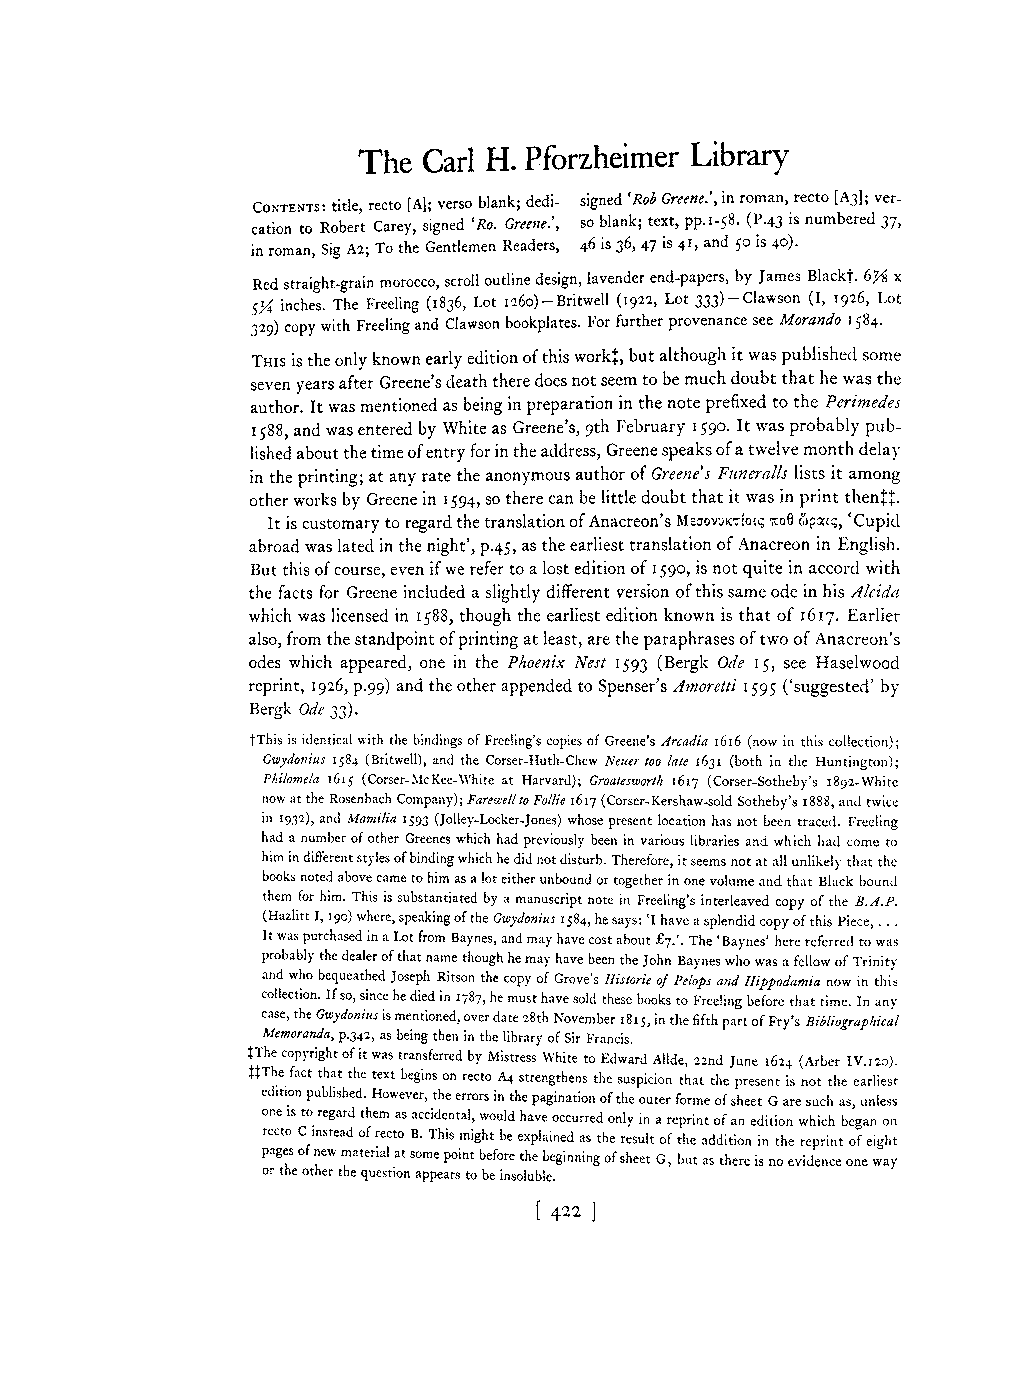 The Carl H. Pforzheimer Library
CONTENTS: title, recto [A]; verso blank; dedi-
cation to Robert Carey, signed ‘Ro. Greene.’,
in roman, Sig A2; To the Gentlemen Readers,
signed ‘Rob Greene.’, in roman, recto [A3]; ver-
so blank; text, pp.1-58. (P.43 is numbered 37,
46 is 36, 47 is 41, and 50 is 40).
Red straight-grain morocco, scroll outline design, lavender end-papers, by James Black†. 6⅞ x
5¼ inches. The Freeling (1836, Lot 1260)—Britwell (1922, Lot 333)—Clawson (I, 1926, Lot
329) copy with Freeling and Clawson bookplates. For further provenance see Morando 1584.
THIS is the only known early edition of this work‡, but although it was published some
seven years after Greene's death there does not seem to be much doubt that he was the
author. It was mentioned as being in preparation in the note prefixed to the Perimedes
1588, and was entered by White as Greene's, 9th February 1590. It was probably pub-
lished about the time of entry for in the address, Greene speaks of a twelve month delay
in the printing; at any rate the anonymous author of Greene's Funeralls lists it among
other works by Greene in 1594, so there can be little doubt that it was in print then‡‡.
It is customary to regard the translation of Anacreon's Μεσονυκτίοις ποθ ὥραις, ‘Cupid
abroad was lated in the night’, p.45, as the earliest translation of Anacreon in English.
But this of course, even if we refer to a lost edition of 1590, is not quite in accord with
the facts for Greene included a slightly different version of this same ode in his Alcida
which was licensed in 1588, though the earliest edition known is that of 1617. Earlier
also, from the standpoint of printing at least, are the paraphrases of two of Anacreon's
odes which appeared, one in the Phoenix Nest 1593 (Bergk Ode 15, see Haselwood
reprint, 1926, p.99) and the other appended to Spenser's Amoretti 1595 (‘suggested’ by
Bergk Ode 33).
†This is identical with the bindings of Freeling's copies of Greene's Arcadia 1616 (now in this collection);
Gwydonius 1584 (Britwell), and the Corser-Huth-Chew Neuer too late 1631 (both in the Huntington);
Philomela 1615 (Corser-McKee-White at Harvard); Groatesworth 1617 (Corser-Sotheby's 1892-White
now at the Rosenbach Company); Farewell to Follie 1617 (Corser-Kershaw-sold Sotheby's 1888, and twice
in 1932), and Mamilia 1593 (Jolley-Locker-Jones) whose present location has not been traced. Freeling
had a number of other Greenes which had previously been in various libraries and which had come to
him in different styles of binding which he did not disturb. Therefore, it seems not at all unlikely that the
books noted above came to him as a lot either unbound or together in one volume and that Black bound
them for him. This is substantiated by a manuscript note in Freeling's interleaved copy of the B.A.P.
(Hazlitt I, 190) where, speaking of the Gwydonius 1584, he says: ‘I have a splendid copy of this Piece, . . .
It was purchased in a Lot from Baynes, and may have cost about £7.’. The ‘Baynes’ here referred to was
probably the dealer of that name though he may have been the John Baynes who was a fellow of Trinity
and who bequeathed Joseph Ritson the copy of Grove's Historie of Pelops and Hippodamia now in this
collection. If so, since he died in 1787, he must have sold these books to Freeling before that time. In any
case, the Gwydonius is mentioned, over date 28th November 1815, in the fifth part of Fry's Bibliographical
Memoranda, p.342, as being then in the library of Sir Francis.
‡The copyright of it was transferred by Mistress White to Edward Allde, 22nd June 1624 (Arber IV.120).
‡‡The fact that the text begins on recto A4 strengthens the suspicion that the present is not the earliest
edition published. However, the errors in the pagination of the outer forme of sheet G are such as, unless
one is to regard them as accidental, would have occurred only in a reprint of an edition which began on
recto C instead of recto B. This might be explained as the result of the addition in the reprint of eight
pages of new material at some point before the beginning of sheet G, but as there is no evidence one way
or the other the question appears to be insoluble.
[ 422 ]